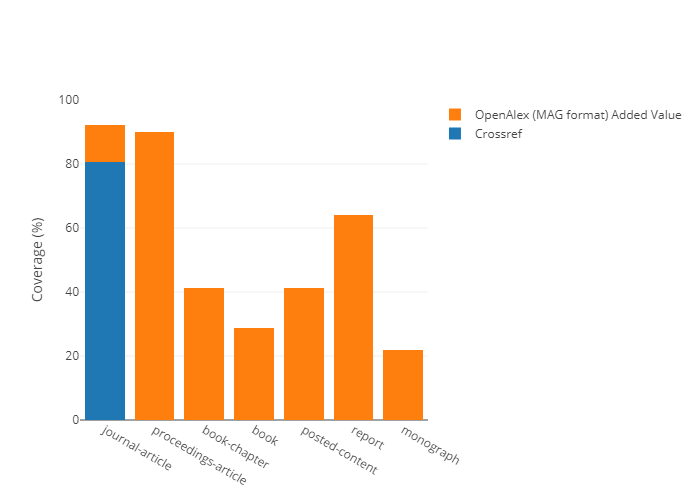 OpenAlex (MAG format) Added Value
Crossref
Coverage (%)
100
80
60
40
20
0
journal-article
proceedings-article
book-chapter
book
posted-content
report
monograph